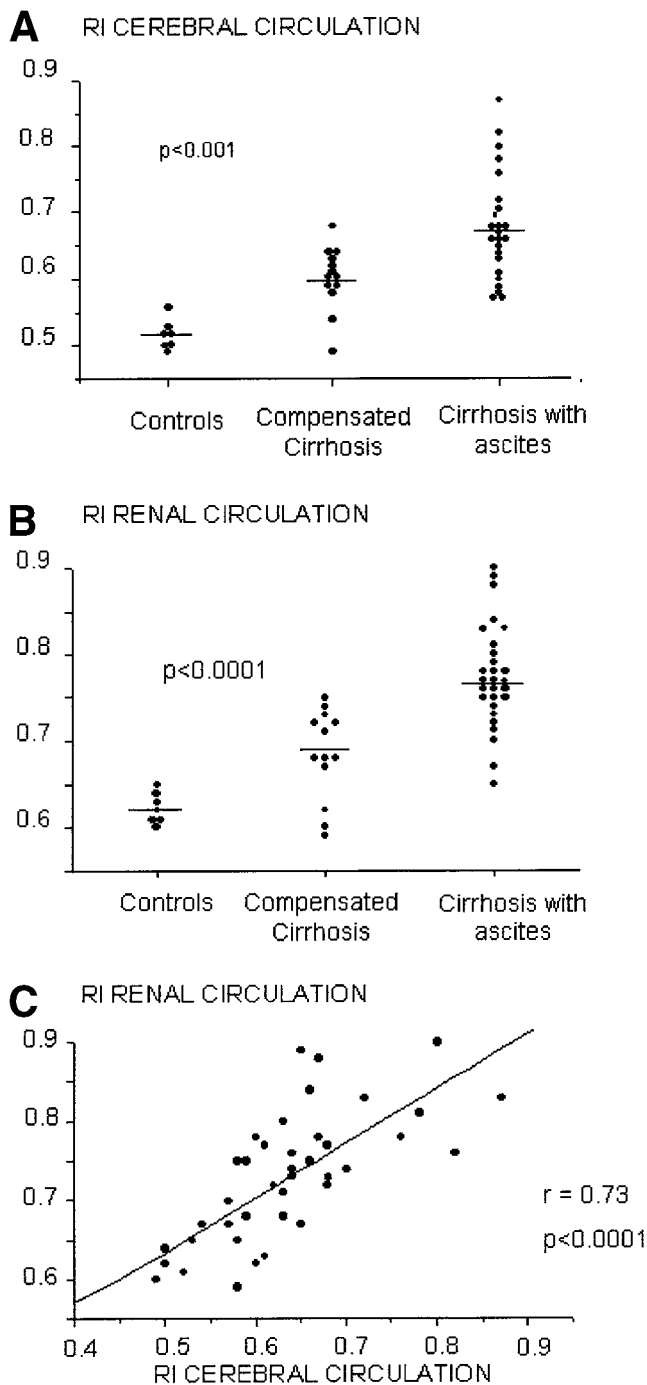 A RI CEREBRAL CIRCULATION
0.9
0.8
p<0.001
0.7
0.6
0.5
Controls Compensated Cirrhosis with
Cirrhosis ascites
B RI RENAL CIRCULATION
0.9
0.8
p<0.0001
0.7
0.6
Controls Compensated Cirrhosis with
Cirrhosis ascites
C RI RENAL CIRCULATION
0.9
0.8
0.7
r = 0.73
p<0.0001
0.6
0.4 0.5 0.6 0.7 0.8 0.9
RI CEREBRAL CIRCULATION